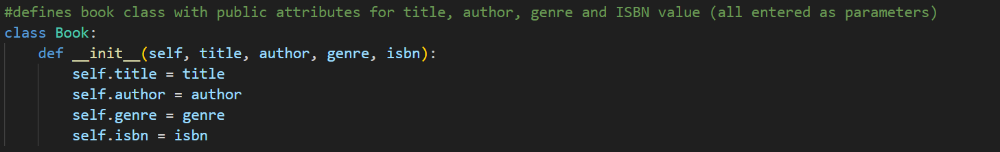 #defines book class with public attributes for title, author, genre and ISBN value (all entered as parameters)
class Book:
    def __init__(self, title, author, genre, isbn):
        self.title = title
        self.author = author
        self.genre = genre
        self.isbn = isbn